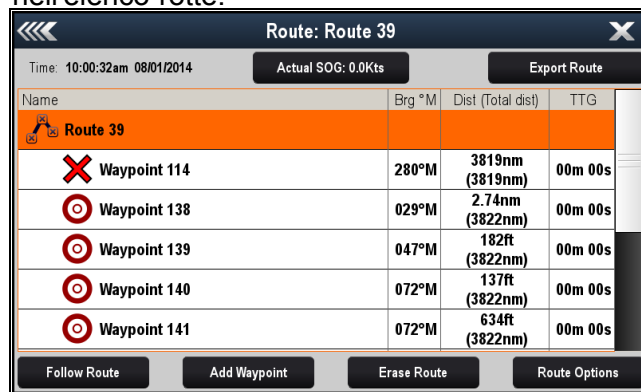 nell'elenco rotte.
Route: Route 39
Time: 10:00:32am 08/01/2014 Actual SOG: 0.0Kts Export Route
Name Brg °M Dist (Total dist) TTG
Route 39
Waypoint 114 280°M 3819nm (3819nm) 00m 00s
Waypoint 138 029°M 2.74nm (3822nm) 00m 00s
Waypoint 139 047°M 182ft (3822nm) 00m 00s
Waypoint 140 072°M 137ft (3822nm) 00m 00s
Waypoint 141 072°M 634ft (3822nm) 00m 00s
Follow Route Add Waypoint Erase Route Route Options